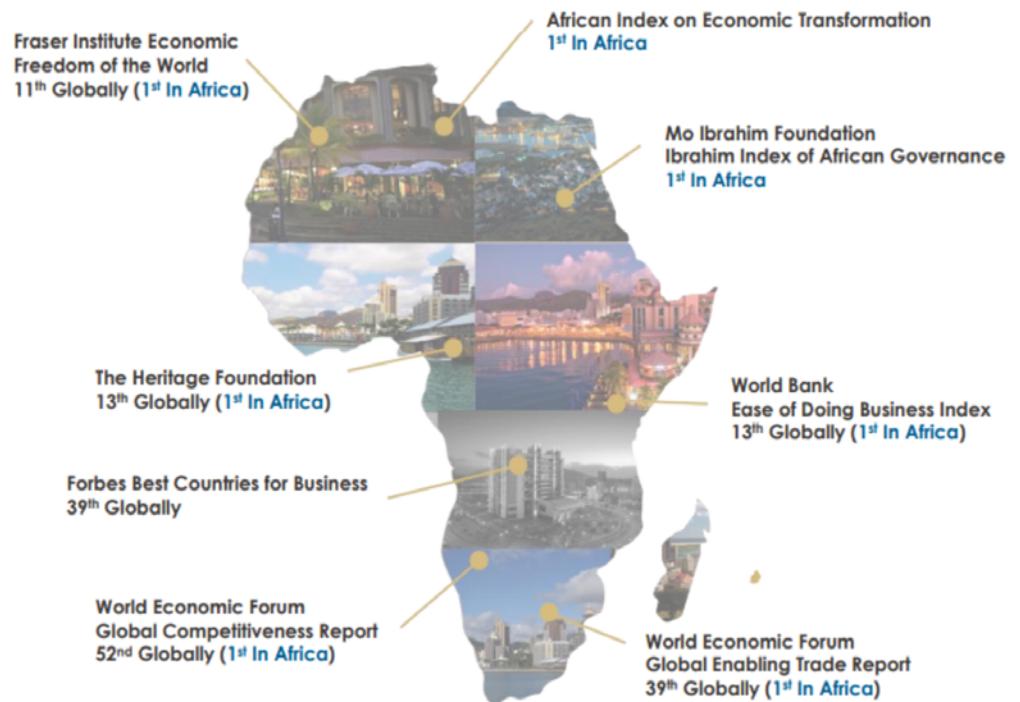 African Index on Economic Transformation
1st In Africa
Fraser Institute Economic
Freedom of the World
11th Globally (1st In Africa)
Mo Ibrahim Foundation
Ibrahim Index of African Governance
1st In Africa
The Heritage Foundation
13th Globally (1st In Africa)
World Bank
Ease of Doing Business Index
13th Globally (1st In Africa)
Forbes Best Countries for Business
39th Globally
World Economic Forum
Global Competitiveness Report
52nd Globally (1st In Africa)
World Economic Forum
Global Enabling Trade Report
39th Globally (1st In Africa)